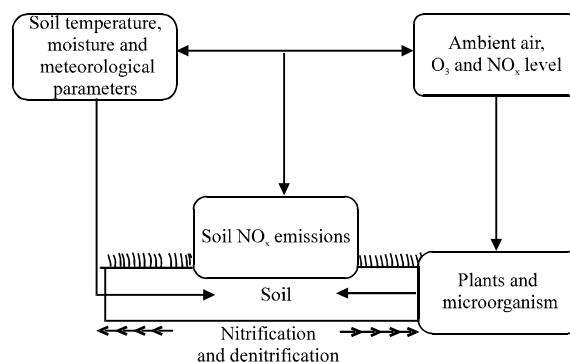 Soil temperature,
moisture and
meteorological
parameters
Ambient air,
O₃ and NOₓ level
Soil NOₓ emissions
Soil
Plants and
microorganism
Nitrification
and denitrification